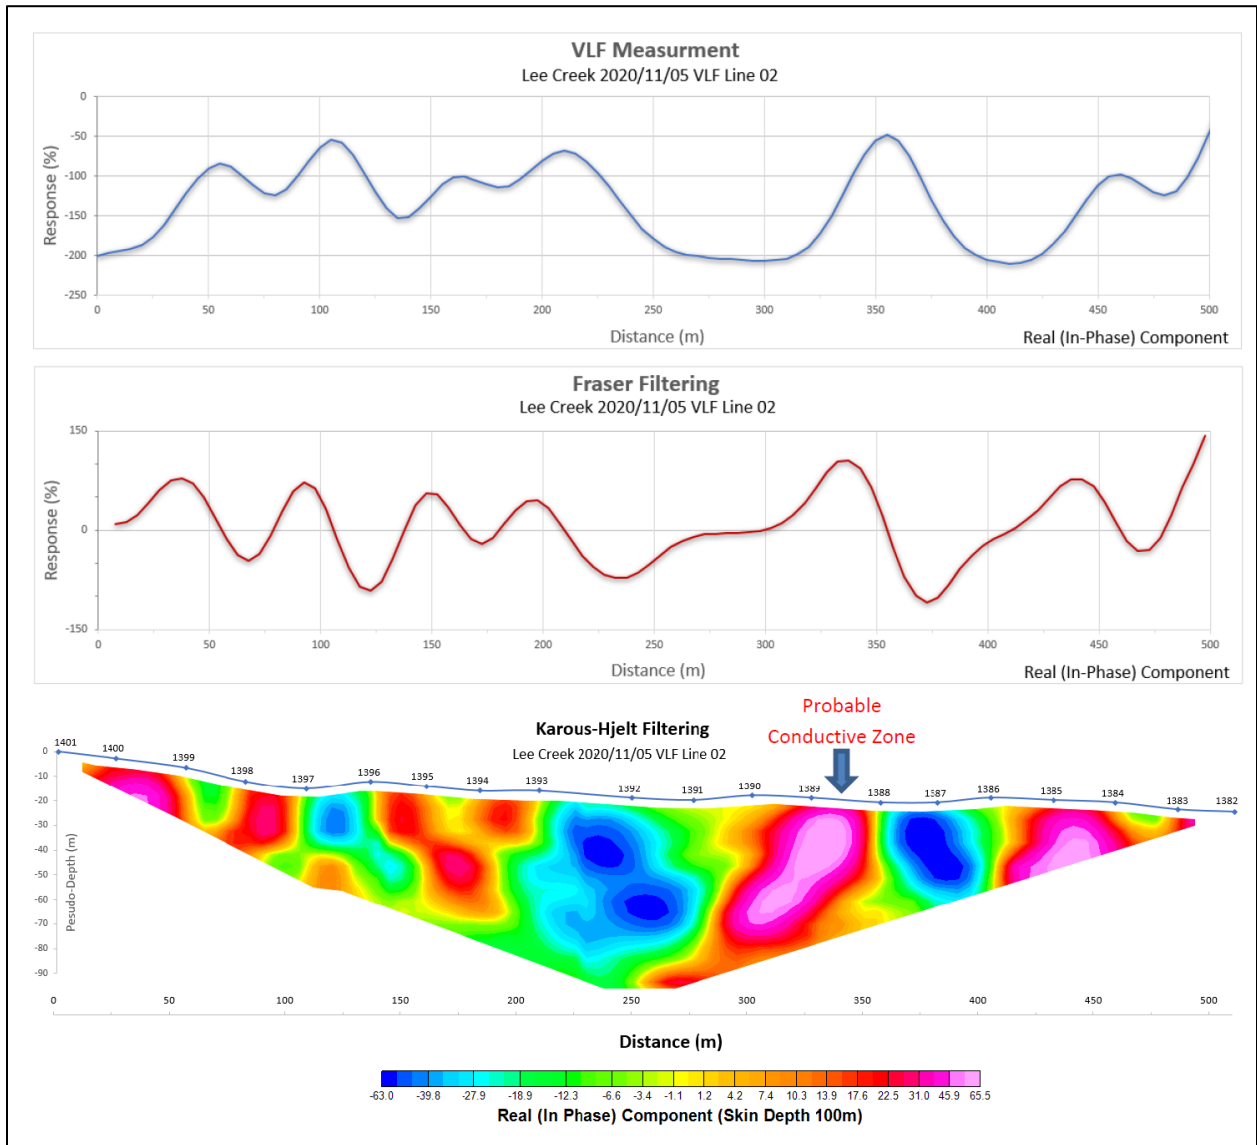 VLF Measurment
Lee Creek 2020/11/05 VLF Line 02
0
-50
-100
-150
-200
-250
Response (%)
0 50 100 150 200 250 300 350 400 450 500
Distance (m)
Real (In-Phase) Component
Fraser Filtering
Lee Creek 2020/11/05 VLF Line 02
150
0
-150
Response (%)
0 50 100 150 200 250 300 350 400 450 500
Distance (m)
Real (In-Phase) Component
Probable
Conductive Zone
Karous-Hjelt Filtering
Lee Creek 2020/11/05 VLF Line 02
1401 1400 1399 1398 1397 1396 1395 1394 1393 1392 1391 1390 1389 1388 1387 1386 1385 1384 1383 1382
0
-10
-20
-30
-40
-50
-60
-70
-80
-90
Pesudo-Depth (m)
0 50 100 150 200 250 300 350 400 450 500
Distance (m)
-63.0 -39.8 -27.9 -18.9 -12.3 -6.6 -3.4 -1.1 1.2 4.2 7.4 10.3 13.9 17.6 22.5 31.0 45.9 65.5
Real (In Phase) Component (Skin Depth 100m)